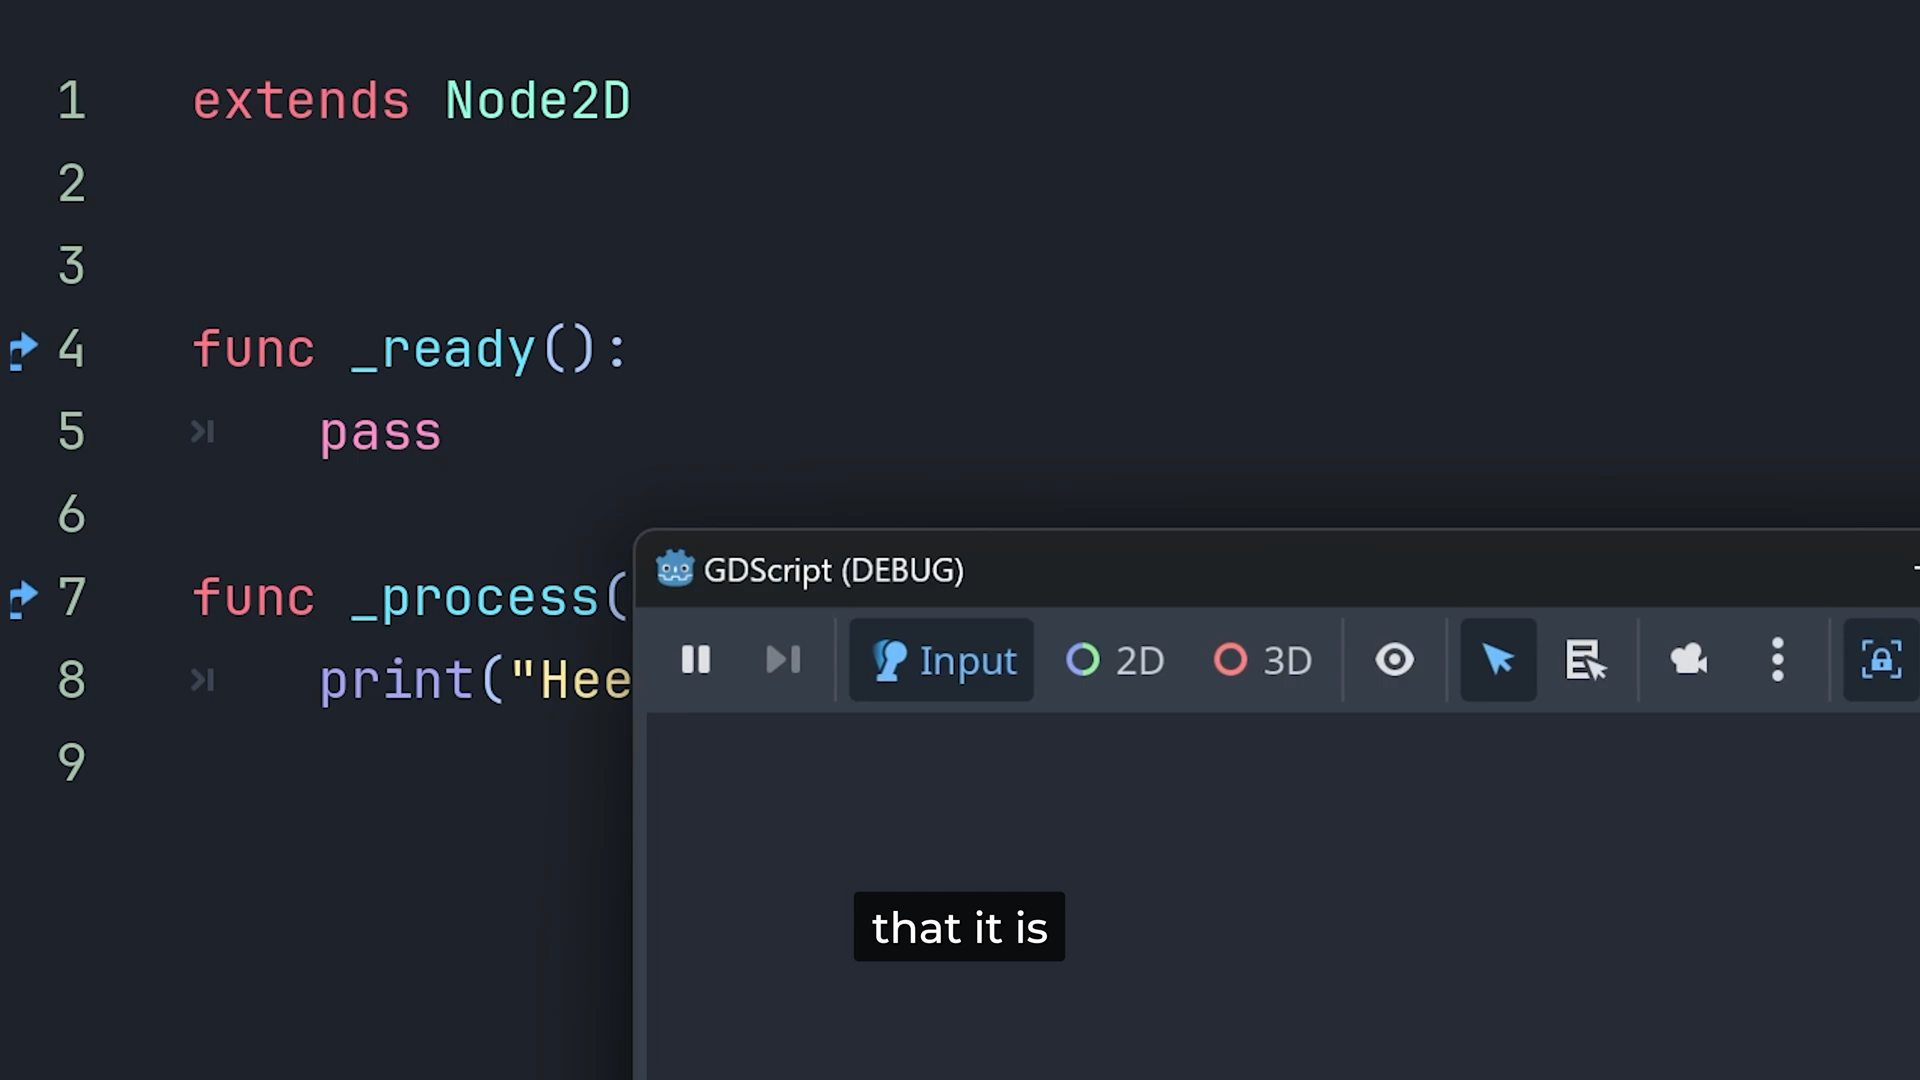 1 extends Node2D
2
3
4 func _ready():
5 pass
6
7 func _process(
8 print("Hee
9
GDScript (DEBUG)
Input 2D 3D
that it is